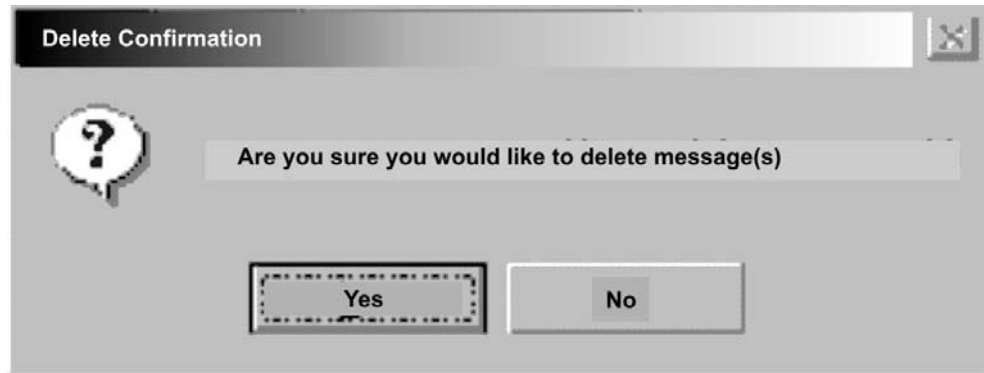 Delete Confirmation
?
Are you sure you would like to delete message(s)
Yes
No